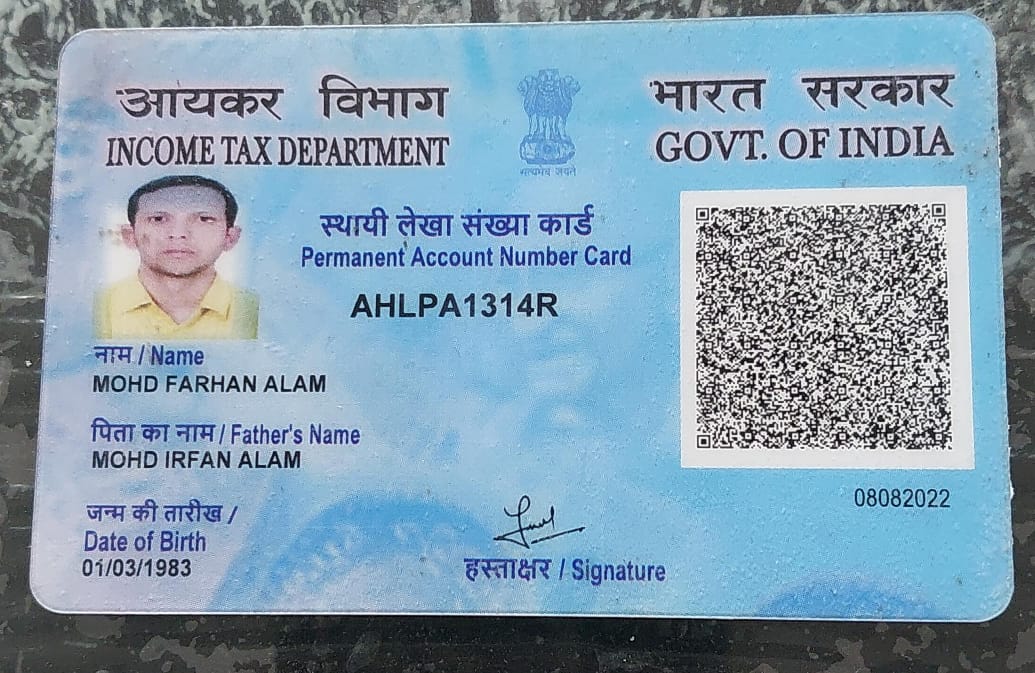 आयकर विभाग
INCOME TAX DEPARTMENT
सत्यमेव जयते
भारत सरकार
GOVT. OF INDIA
स्थायी लेखा संख्या कार्ड
Permanent Account Number Card
AHLPA1314R
नाम / Name
MOHD FARHAN ALAM
पिता का नाम / Father's Name
MOHD IRFAN ALAM
जन्म की तारीख /
Date of Birth
01/03/1983
हस्ताक्षर / Signature
08082022